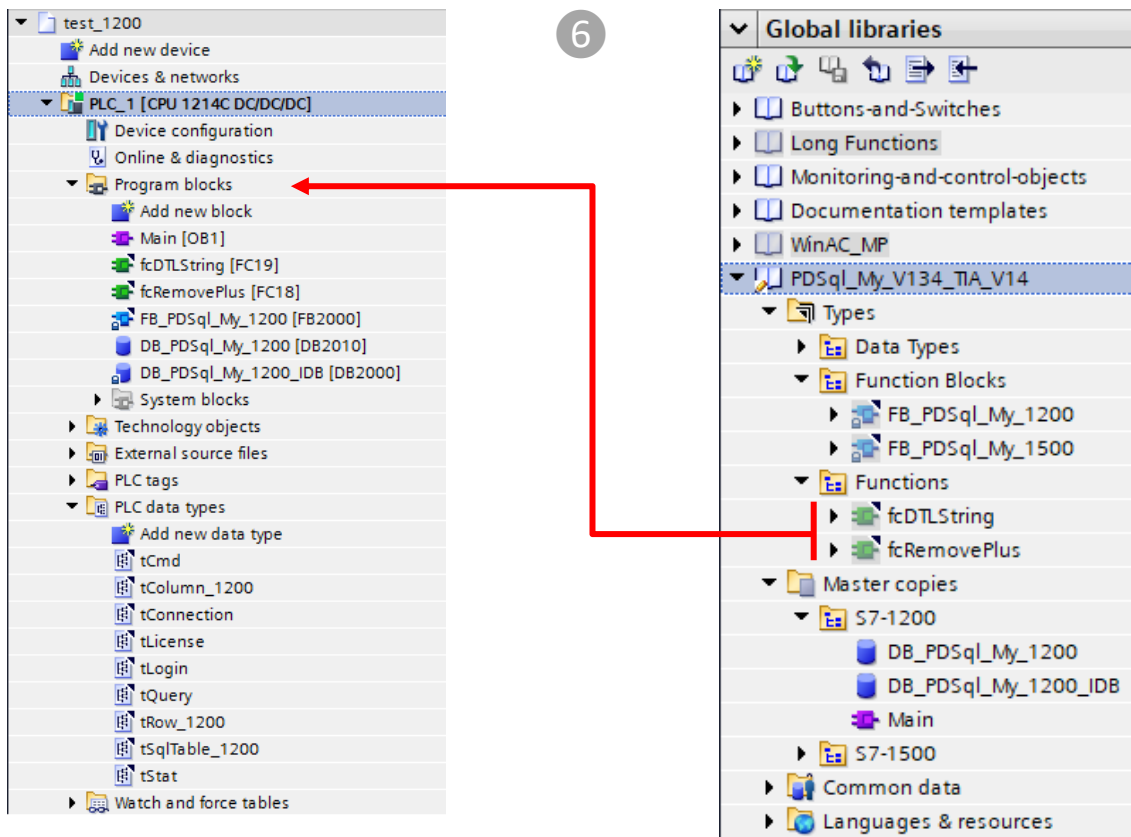 test_1200
Add new device
Devices & networks
PLC_1 [CPU 1214C DC/DC/DC]
Device configuration
Online & diagnostics
Program blocks
Add new block
Main [OB1]
fcDTLString [FC19]
fcRemovePlus [FC18]
FB_PDSql_My_1200 [FB2000]
DB_PDSql_My_1200 [DB2010]
DB_PDSql_My_1200_IDB [DB2000]
System blocks
Technology objects
External source files
PLC tags
PLC data types
Add new data type
tCmd
tColumn_1200
tConnection
tLicense
tLogin
tQuery
tRow_1200
tSqlTable_1200
tStat
Watch and force tables
6
Global libraries
Buttons-and-Switches
Long Functions
Monitoring-and-control-objects
Documentation templates
WinAC_MP
PDSql_My_V134_TIA_V14
Types
Data Types
Function Blocks
FB_PDSql_My_1200
FB_PDSql_My_1500
Functions
fcDTLString
fcRemovePlus
Master copies
S7-1200
DB_PDSql_My_1200
DB_PDSql_My_1200_IDB
Main
S7-1500
Common data
Languages & resources